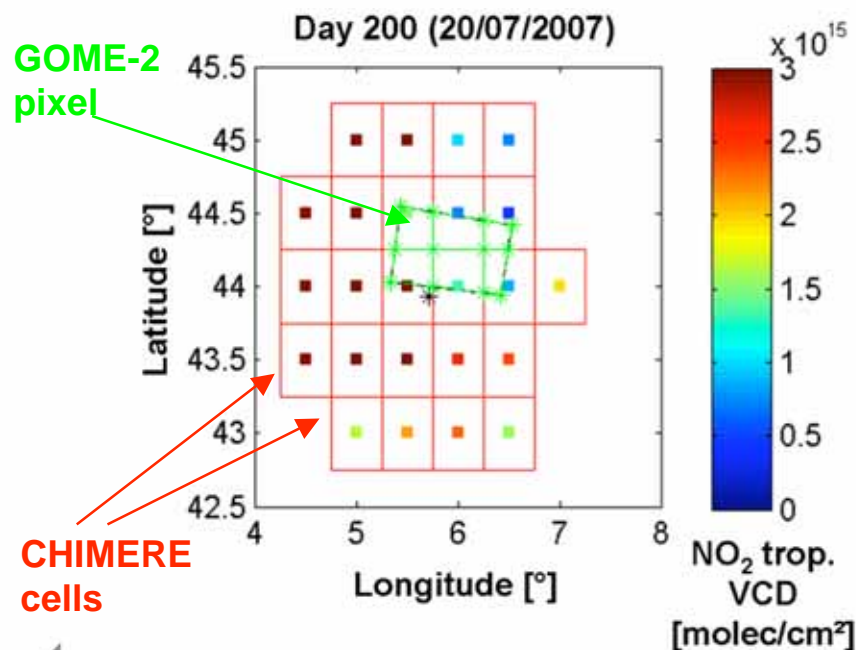 Day 200 (20/07/2007)
GOME-2
pixel
x 10¹⁵
45.5
45
44.5
44
43.5
43
42.5
Latitude [°]
4
5
6
7
8
Longitude [°]
3
2.5
2
1.5
1
0.5
0
NO₂ trop.
VCD
[molec/cm²]
CHIMERE
cells